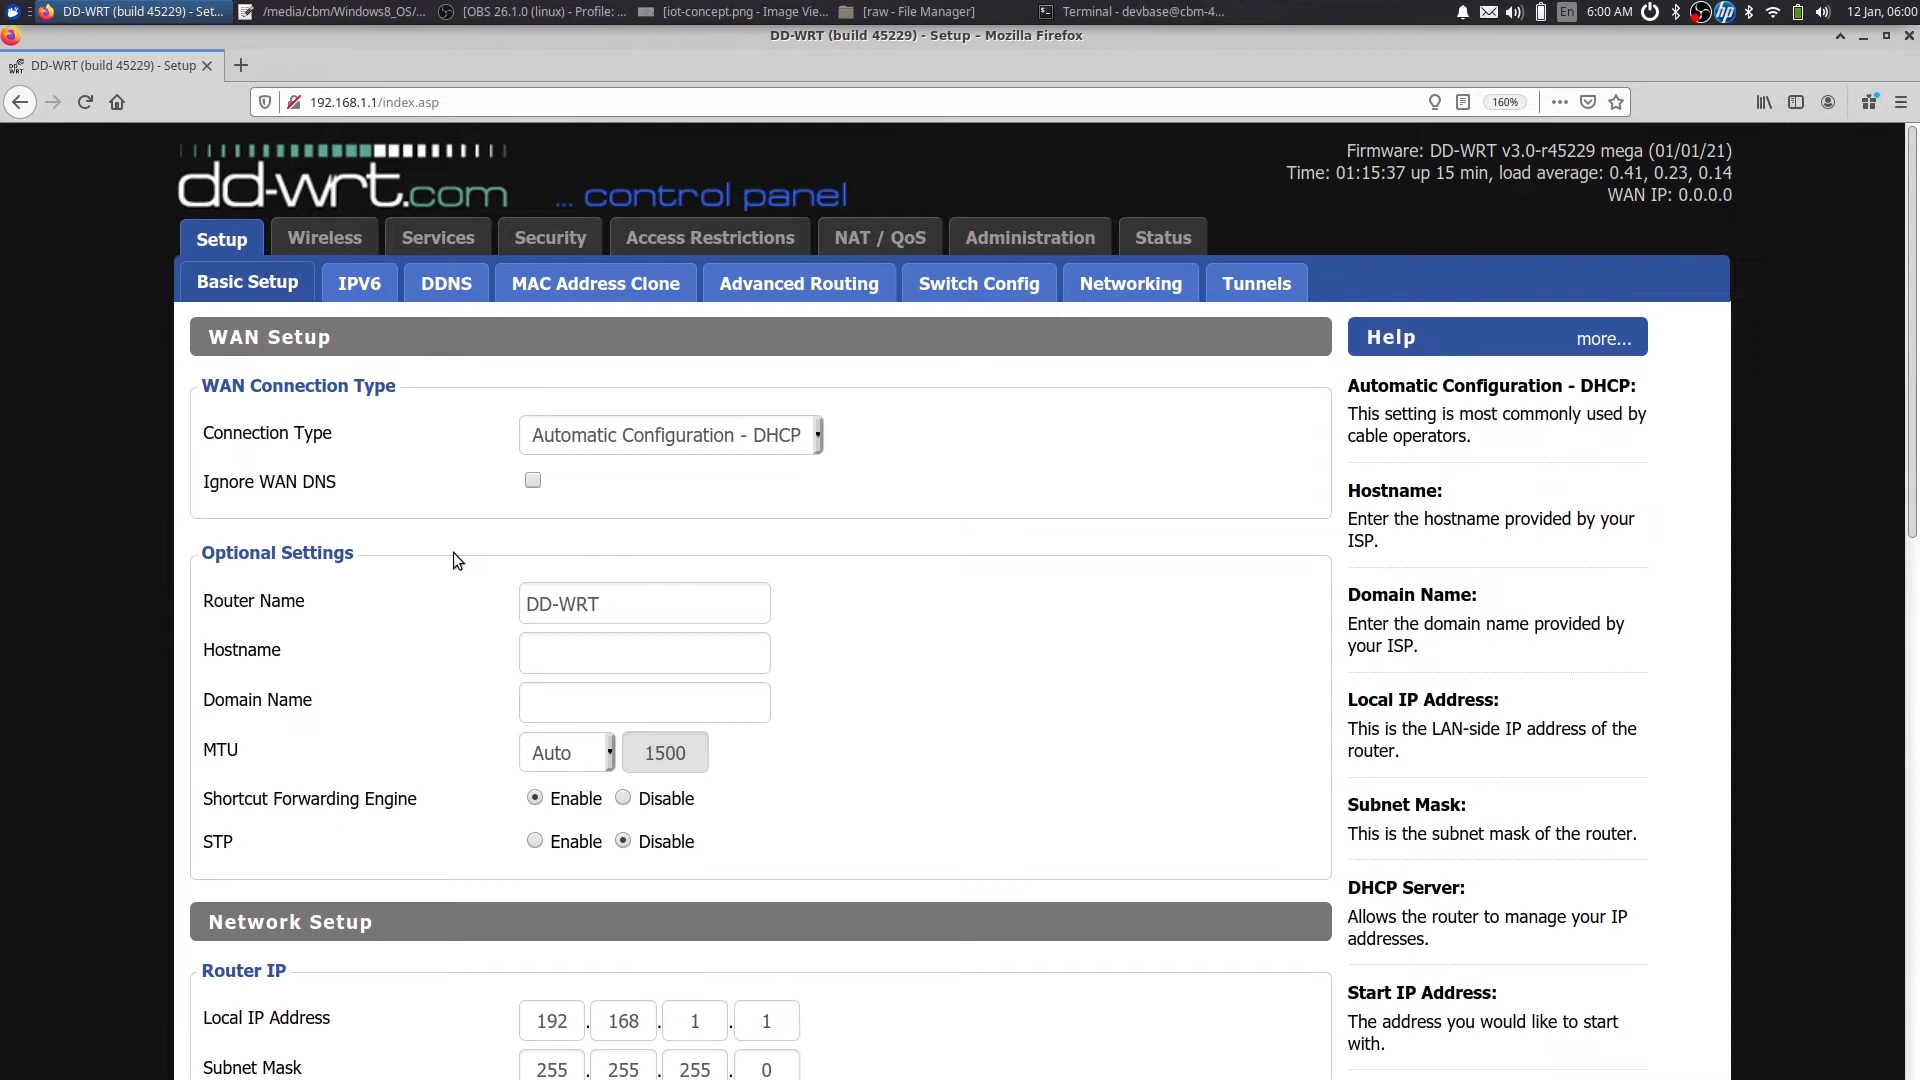 DD-WRT (build 45229) - Set...
/media/cbm/Windows8_OS/...
[OBS 26.1.0 (linux) - Profile: ...
[iot-concept.png - Image Vie...
[raw - File Manager]
Terminal - devbase@cbm-4...
En
6:00 AM
hp
12 Jan, 06:00
DD-WRT (build 45229) - Setup – Mozilla Firefox
DD-WRT (build 45229) - Setup
192.168.1.1/index.asp
160%
dd-wrt.com
... control panel
Firmware: DD-WRT v3.0-r45229 mega (01/01/21)
Time: 01:15:37 up 15 min, load average: 0.41, 0.23, 0.14
WAN IP: 0.0.0.0
Setup
Wireless
Services
Security
Access Restrictions
NAT / QoS
Administration
Status
Basic Setup
IPV6
DDNS
MAC Address Clone
Advanced Routing
Switch Config
Networking
Tunnels
WAN Setup
WAN Connection Type
Connection Type
Automatic Configuration - DHCP
Ignore WAN DNS
Optional Settings
Router Name
DD-WRT
Hostname
Domain Name
MTU
Auto
1500
Shortcut Forwarding Engine
Enable
Disable
STP
Enable
Disable
Network Setup
Router IP
Local IP Address
192 . 168 . 1 . 1
Subnet Mask
255 . 255 . 255 . 0
Help
more...
Automatic Configuration - DHCP:
This setting is most commonly used by
cable operators.
Hostname:
Enter the hostname provided by your
ISP.
Domain Name:
Enter the domain name provided by
your ISP.
Local IP Address:
This is the LAN-side IP address of the
router.
Subnet Mask:
This is the subnet mask of the router.
DHCP Server:
Allows the router to manage your IP
addresses.
Start IP Address:
The address you would like to start
with.